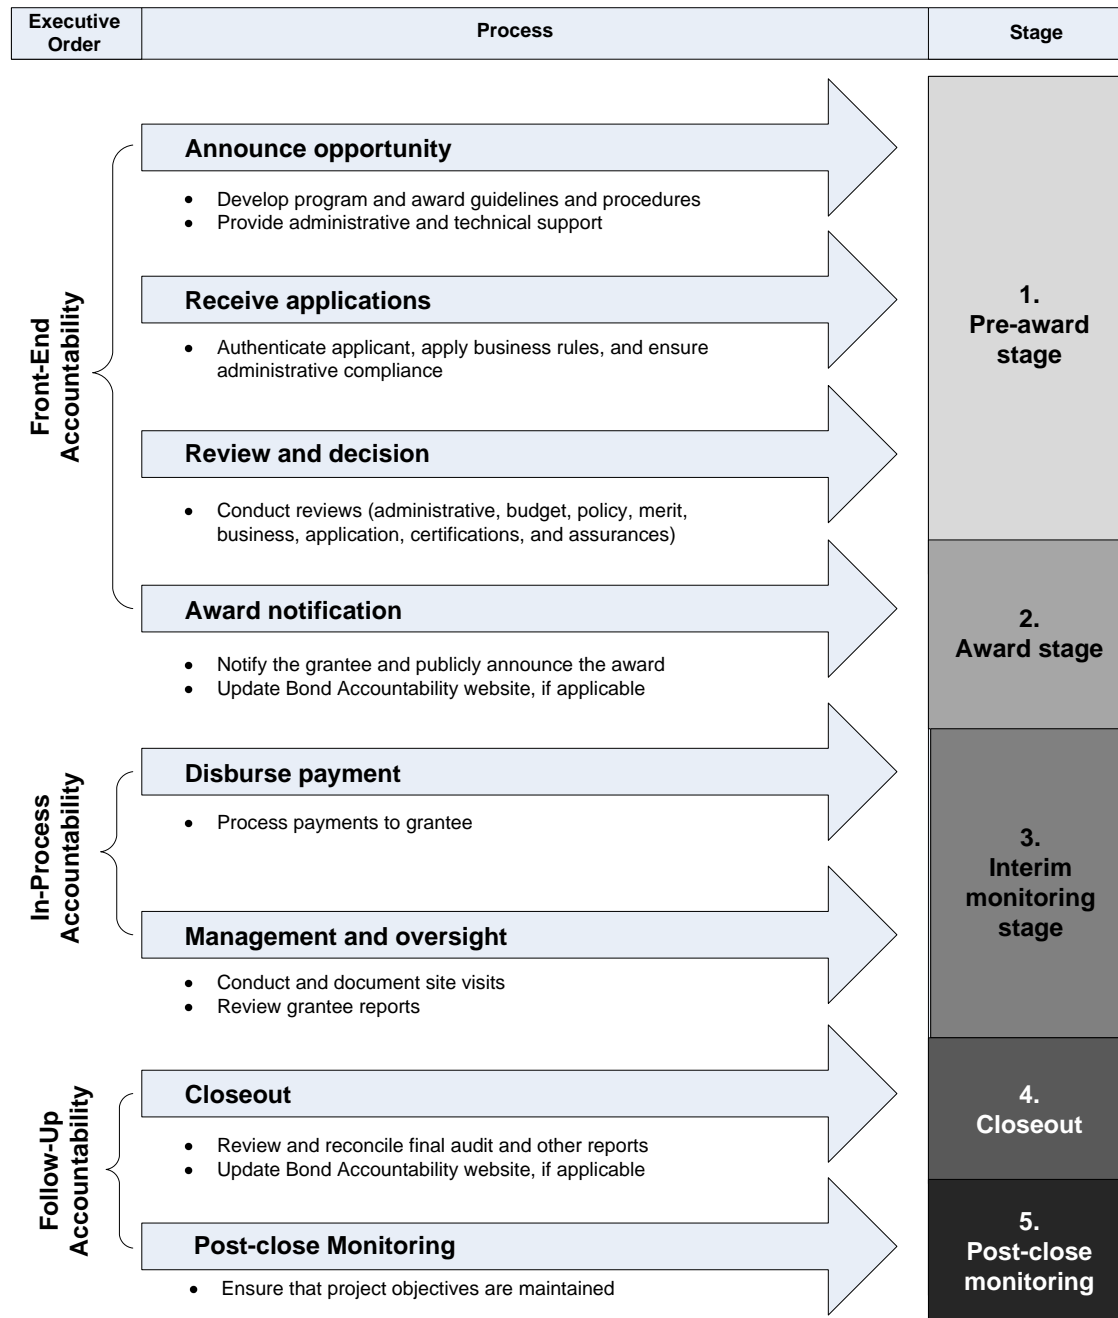 Executive
Order
Process
Stage
Front-End
Accountability
Announce opportunity
• Develop program and award guidelines and procedures
• Provide administrative and technical support
Receive applications
• Authenticate applicant, apply business rules, and ensure
administrative compliance
Review and decision
• Conduct reviews (administrative, budget, policy, merit,
business, application, certifications, and assurances)
1.
Pre-award
stage
Award notification
• Notify the grantee and publicly announce the award
• Update Bond Accountability website, if applicable
2.
Award stage
In-Process
Accountability
Disburse payment
• Process payments to grantee
Management and oversight
• Conduct and document site visits
• Review grantee reports
3.
Interim
monitoring
stage
Follow-Up
Accountability
Closeout
• Review and reconcile final audit and other reports
• Update Bond Accountability website, if applicable
4.
Closeout
Post-close Monitoring
• Ensure that project objectives are maintained
5.
Post-close
monitoring